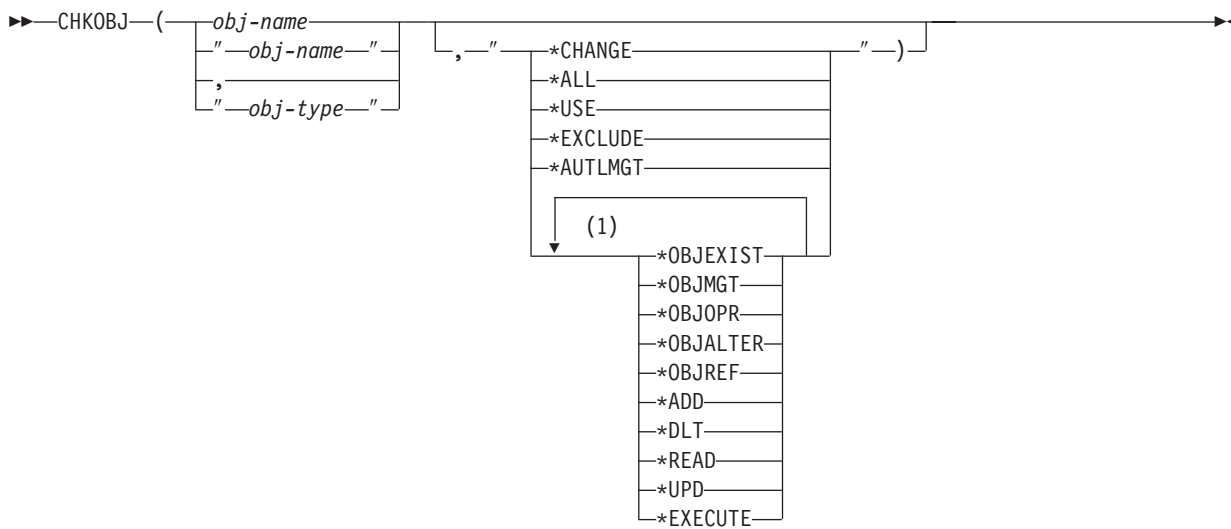 CHKOBJ ( obj-name , " *CHANGE " )
" obj-name " *ALL
, *USE
" obj-type " *EXCLUDE
*AUTLMGT
(1)
*OBJEXIST
*OBJMGT
*OBJOPR
*OBJALTER
*OBJREF
*ADD
*DLT
*READ
*UPD
*EXECUTE